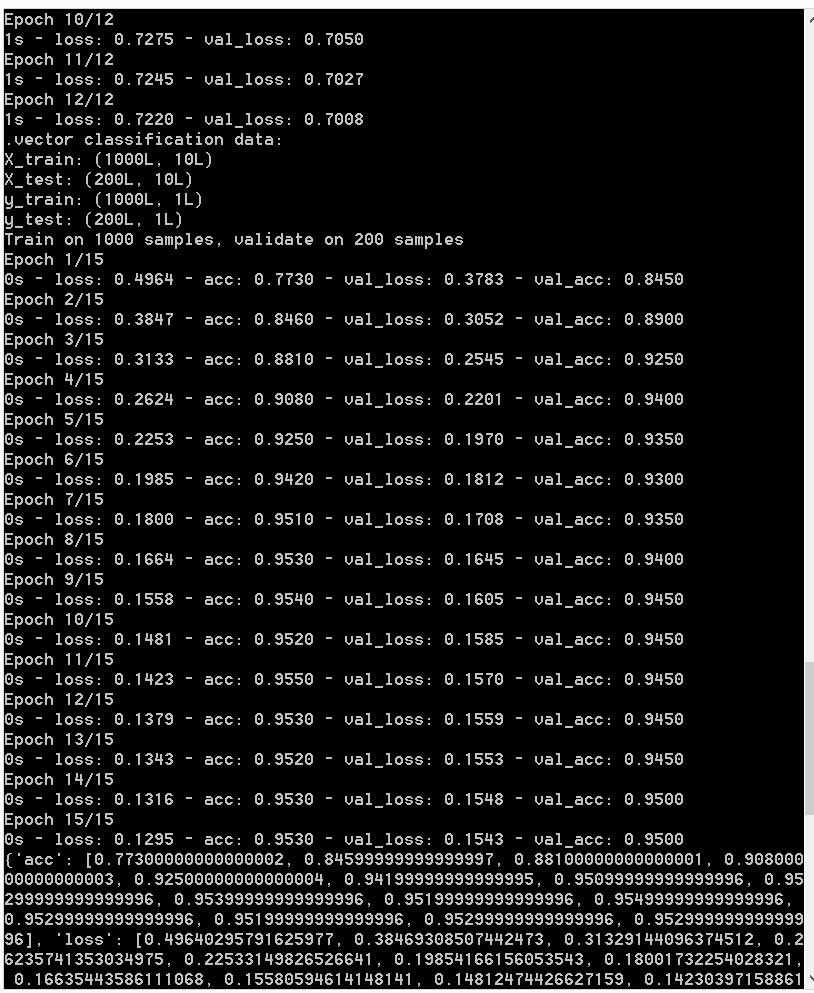 Epoch 10/12
1s - loss: 0.7275 - val_loss: 0.7050
Epoch 11/12
1s - loss: 0.7245 - val_loss: 0.7027
Epoch 12/12
1s - loss: 0.7220 - val_loss: 0.7008
.vector classification data:
X_train: (1000L, 10L)
X_test: (200L, 10L)
y_train: (1000L, 1L)
y_test: (200L, 1L)
Train on 1000 samples, validate on 200 samples
Epoch 1/15
0s - loss: 0.4964 - acc: 0.7730 - val_loss: 0.3783 - val_acc: 0.8450
Epoch 2/15
0s - loss: 0.3847 - acc: 0.8460 - val_loss: 0.3052 - val_acc: 0.8900
Epoch 3/15
0s - loss: 0.3133 - acc: 0.8810 - val_loss: 0.2545 - val_acc: 0.9250
Epoch 4/15
0s - loss: 0.2624 - acc: 0.9080 - val_loss: 0.2201 - val_acc: 0.9400
Epoch 5/15
0s - loss: 0.2253 - acc: 0.9250 - val_loss: 0.1970 - val_acc: 0.9350
Epoch 6/15
0s - loss: 0.1985 - acc: 0.9420 - val_loss: 0.1812 - val_acc: 0.9300
Epoch 7/15
0s - loss: 0.1800 - acc: 0.9510 - val_loss: 0.1708 - val_acc: 0.9350
Epoch 8/15
0s - loss: 0.1664 - acc: 0.9530 - val_loss: 0.1645 - val_acc: 0.9400
Epoch 9/15
0s - loss: 0.1558 - acc: 0.9540 - val_loss: 0.1605 - val_acc: 0.9450
Epoch 10/15
0s - loss: 0.1481 - acc: 0.9520 - val_loss: 0.1585 - val_acc: 0.9450
Epoch 11/15
0s - loss: 0.1423 - acc: 0.9550 - val_loss: 0.1570 - val_acc: 0.9450
Epoch 12/15
0s - loss: 0.1379 - acc: 0.9530 - val_loss: 0.1559 - val_acc: 0.9450
Epoch 13/15
0s - loss: 0.1343 - acc: 0.9520 - val_loss: 0.1553 - val_acc: 0.9450
Epoch 14/15
0s - loss: 0.1316 - acc: 0.9530 - val_loss: 0.1548 - val_acc: 0.9500
Epoch 15/15
0s - loss: 0.1295 - acc: 0.9530 - val_loss: 0.1543 - val_acc: 0.9500
{'acc': [0.77300000000000002, 0.84599999999999997, 0.88100000000000001, 0.908000
00000000003, 0.92500000000000004, 0.94199999999999995, 0.95099999999999996, 0.95
299999999999996, 0.95399999999999996, 0.95199999999999996, 0.95499999999999996,
0.95299999999999996, 0.95199999999999996, 0.95299999999999996, 0.952999999999999
96], 'loss': [0.49640295791625977, 0.38469308507442473, 0.31329144096374512, 0.2
6235741353034975, 0.22533149826526641, 0.19854166156053543, 0.18001732254028321,
 0.16635443586111068, 0.15580594614148141, 0.14812474426627159, 0.14230397158861